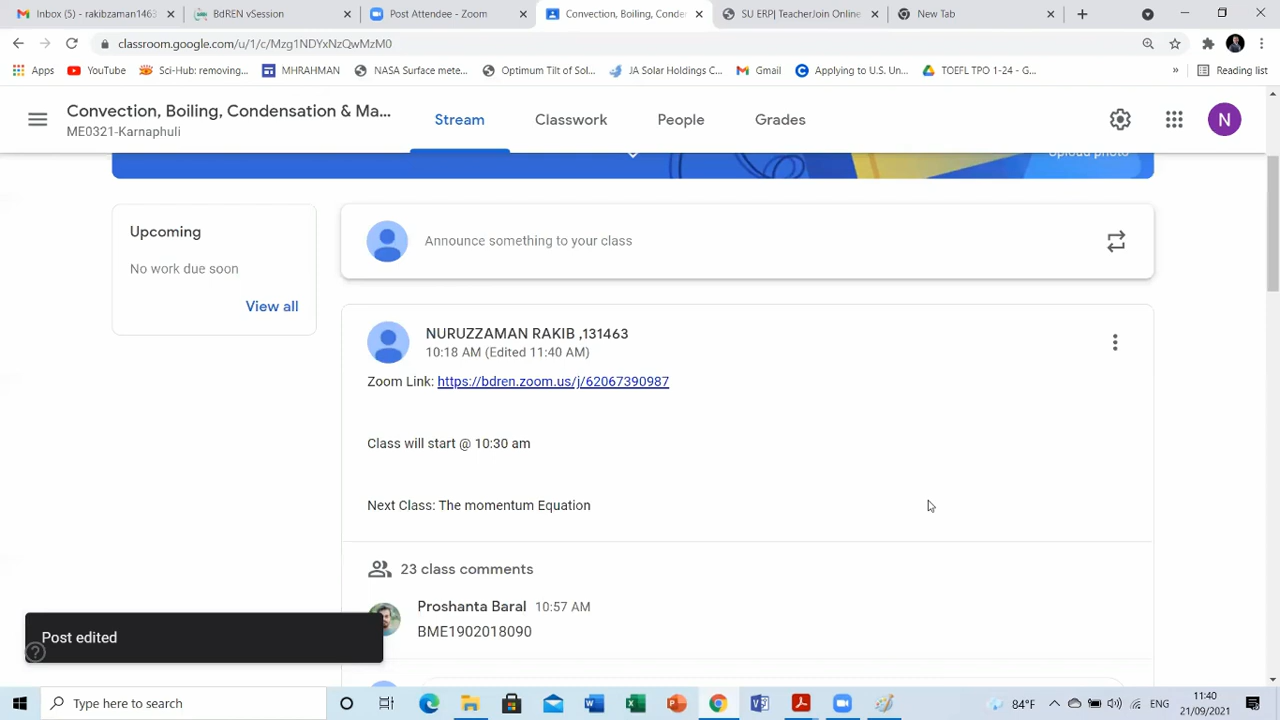 Inbox - rakibzaman1463
BdREN vSession
Post Attendee - Zoom
Convection, Boiling, Conden
SU ERP| TeacherJoin Online
New Tab
classroom.google.com/u/1/c/Mzg1NDYxNzQwMzM0
Apps
YouTube
Sci-Hub: removing...
MHRAHMAN
NASA Surface mete...
Optimum Tilt of Sol...
JA Solar Holdings C...
Gmail
Applying to U.S. Un...
TOEFL TPO 1-24 - G...
»
Reading list
Convection, Boiling, Condensation & Ma...
ME0321-Karnaphuli
Stream
Classwork
People
Grades
N
Upload photo
Upcoming
No work due soon
View all
Announce something to your class
NURUZZAMAN RAKIB ,131463
10:18 AM (Edited 11:40 AM)
Zoom Link: https://bdren.zoom.us/j/62067390987
Class will start @ 10:30 am
Next Class: The momentum Equation
23 class comments
Proshanta Baral 10:57 AM
BME1902018090
Post edited
Type here to search
84°F
ENG
11:40
21/09/2021